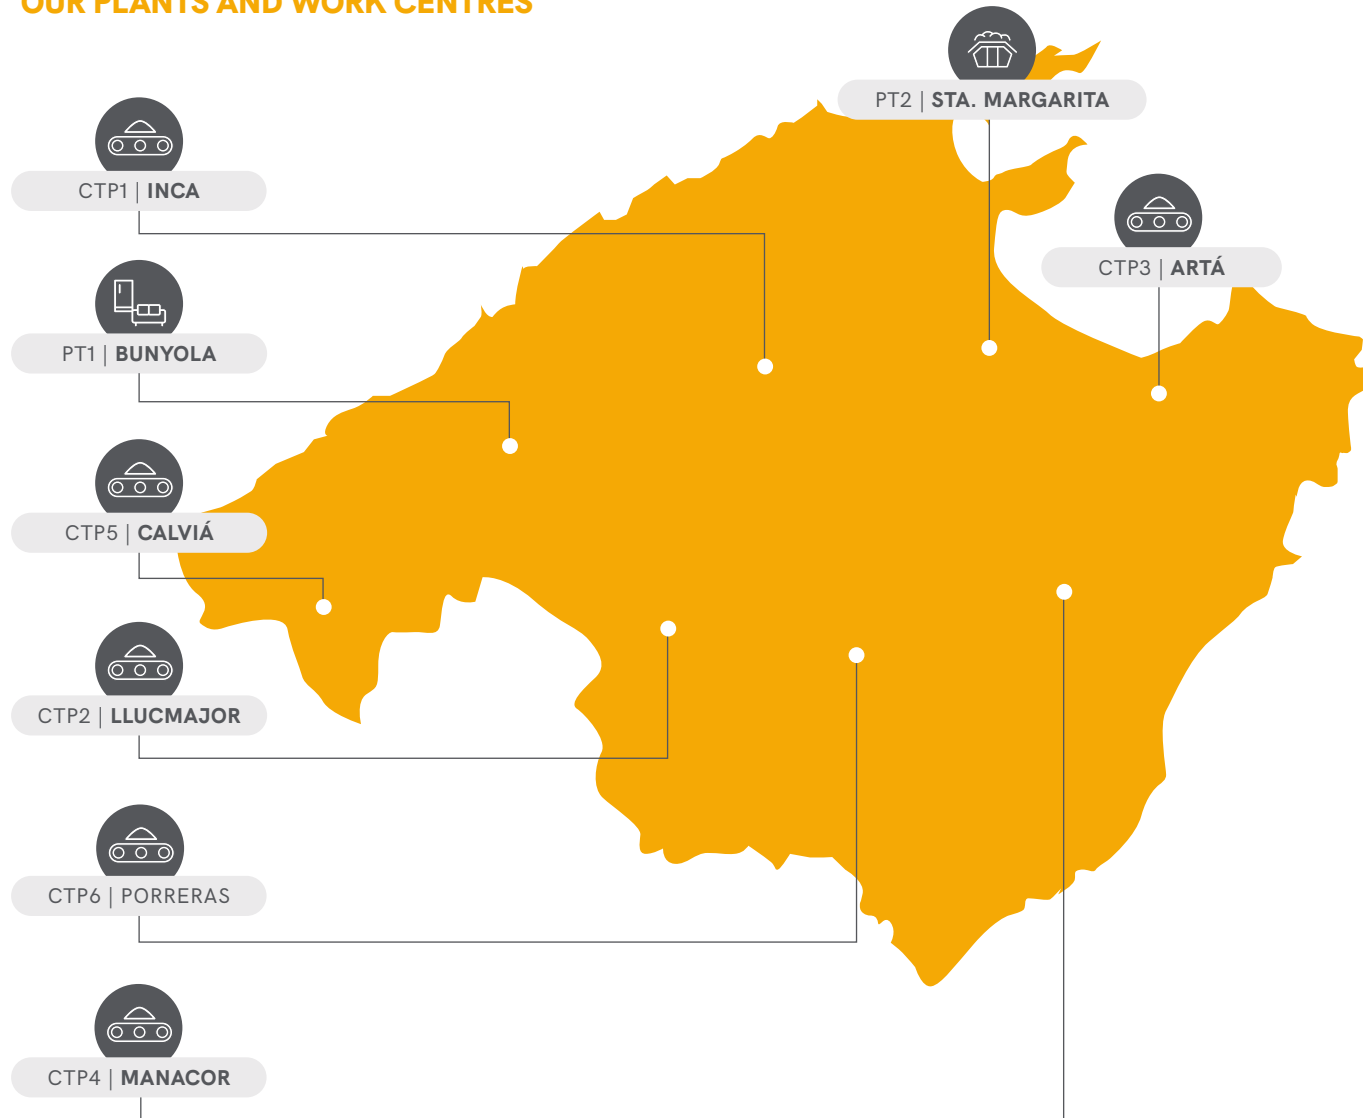 OUR PLANTS AND WORK CENTRES
PT2 | STA. MARGARITA
CTP1 | INCA
CTP3 | ARTÁ
PT1 | BUNYOLA
CTP5 | CALVIÁ
CTP2 | LLUCMAJOR
CTP6 | PORRERAS
CTP4 | MANACOR